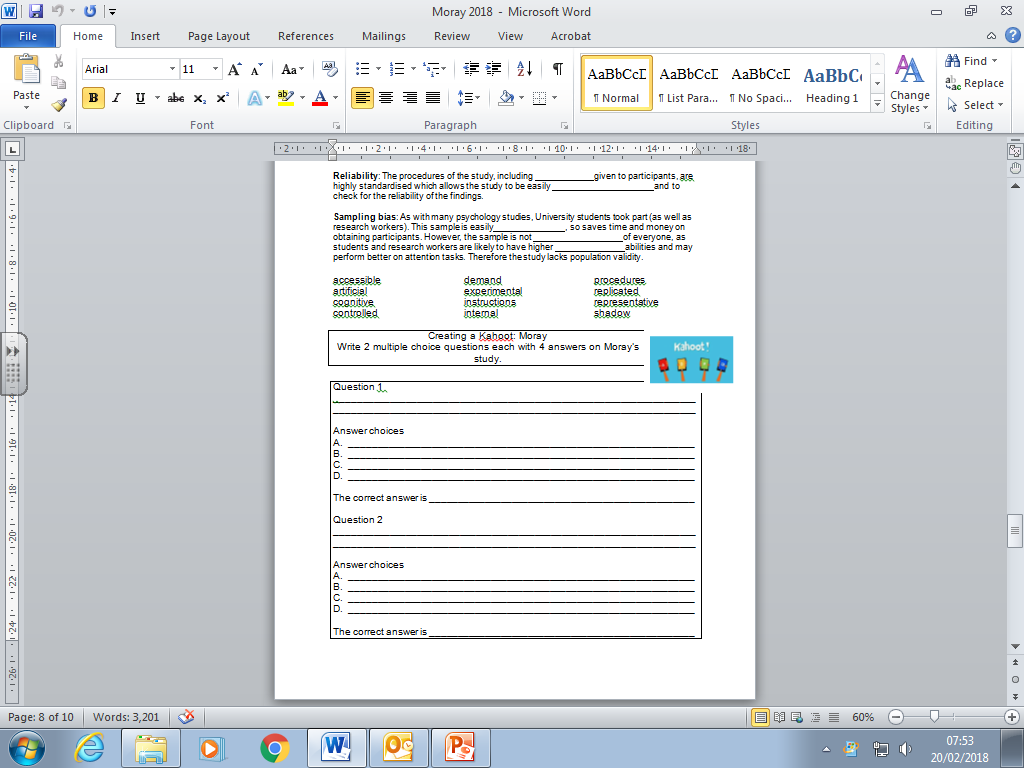 Moray 2018 - Microsoft Word
File Home Insert Page Layout References Mailings Review View Acrobat
Arial 11
Paste
AaBbCcI AaBbCcI AaBbCcI AaBbC
¶ Normal ¶ List Para... ¶ No Spaci... Heading 1
Change Styles
Find
Replace
Select
Clipboard Font Paragraph Styles Editing
Reliability: The procedures of the study, including ____________given to participants, are
highly standardised which allows the study to be easily ____________________and to
check for the reliability of the findings.
Sampling bias: As with many psychology studies, University students took part (as well as
research workers). This sample is easily______________, so saves time and money on
obtaining participants. However, the sample is not__________________of everyone, as
students and research workers are likely to have higher ______________abilities and may
perform better on attention tasks. Therefore the study lacks population validity.
accessible demand procedures
artificial experimental replicated
cognitive instructions representative
controlled internal shadow
Creating a Kahoot: Moray
Write 2 multiple choice questions each with 4 answers on Moray's
study.
Kahoot!
Question 1.
Answer choices
A.
B.
C.
D.
The correct answer is
Question 2
Answer choices
A.
B.
C.
D.
The correct answer is
Page: 8 of 10 Words: 3,201 60%
07:53
20/02/2018